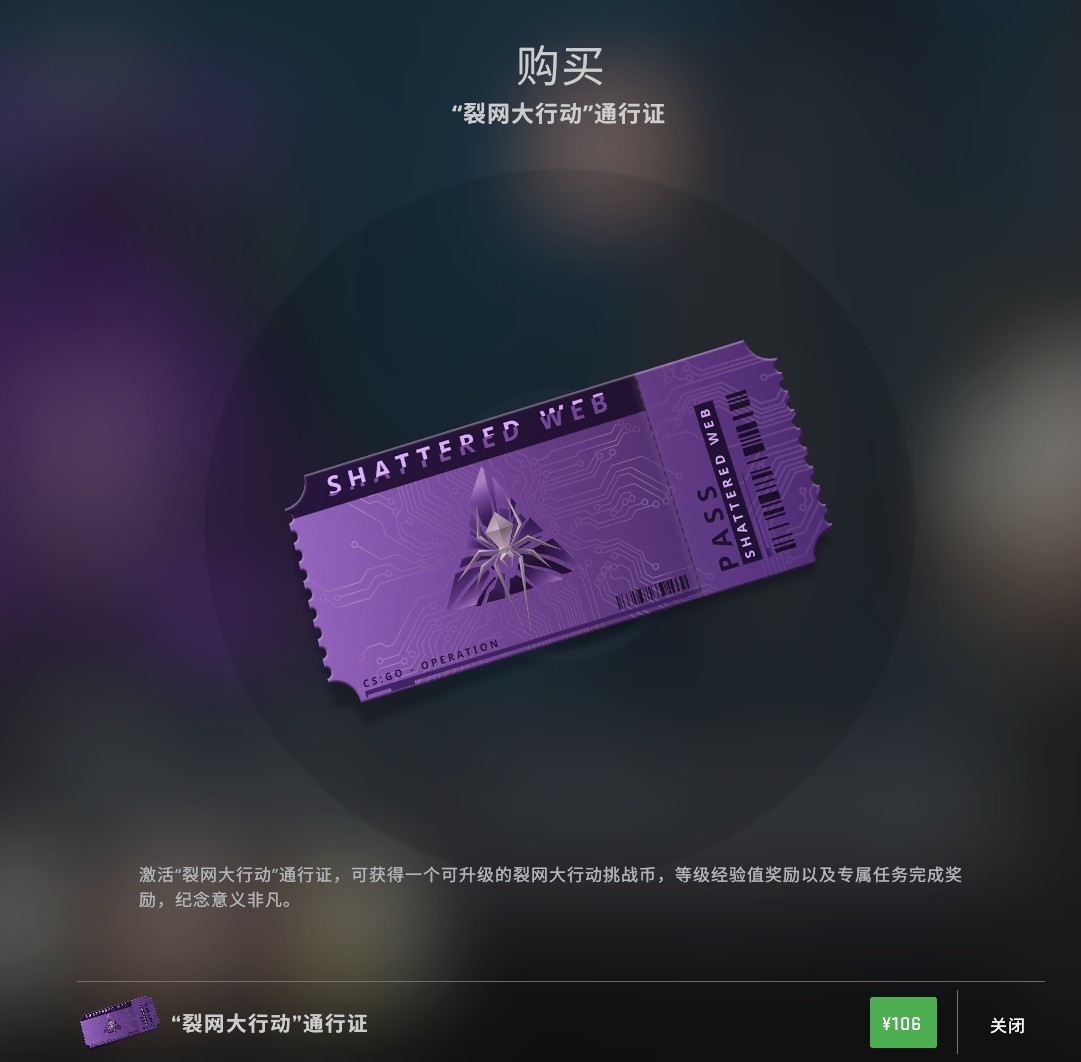 购买
“裂网大行动”通行证
SHATTERED WEB
PASS
SHATTERED WEB
CS:GO - OPERATION
激活“裂网大行动”通行证，可获得一个可升级的裂网大行动挑战币，等级经验值奖励以及专属任务完成奖
励，纪念意义非凡。
“裂网大行动”通行证
¥106
关闭